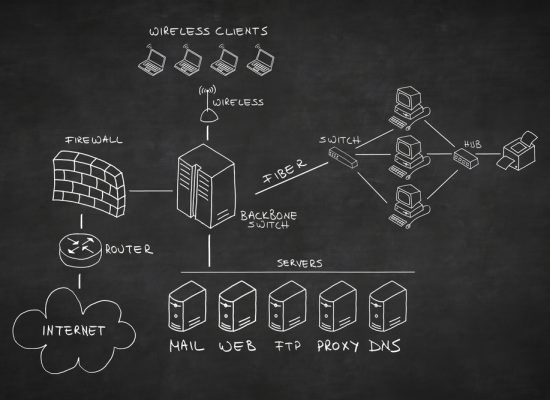 WIRELESS CLIENTS
WIRELESS
FIREWALL
SWITCH
HUB
FIBER
BACKBONE
SWITCH
ROUTER
SERVERS
INTERNET
MAIL WEB FTP PROXY DNS